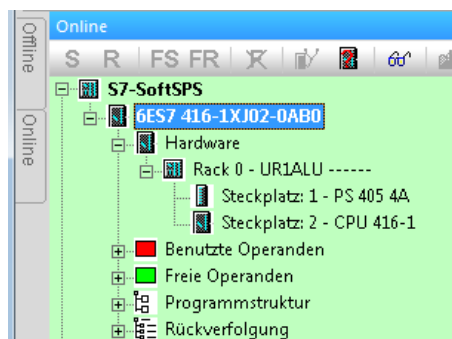 Online
Offline
Online
S R FS FR
S7-SoftSPS
6ES7 416-1XJ02-0AB0
Hardware
Rack 0 - UR1ALU ------
Steckplatz: 1 - PS 405 4A
Steckplatz: 2 - CPU 416-1
Benutzte Operanden
Freie Operanden
Programmstruktur
Rückverfolgung